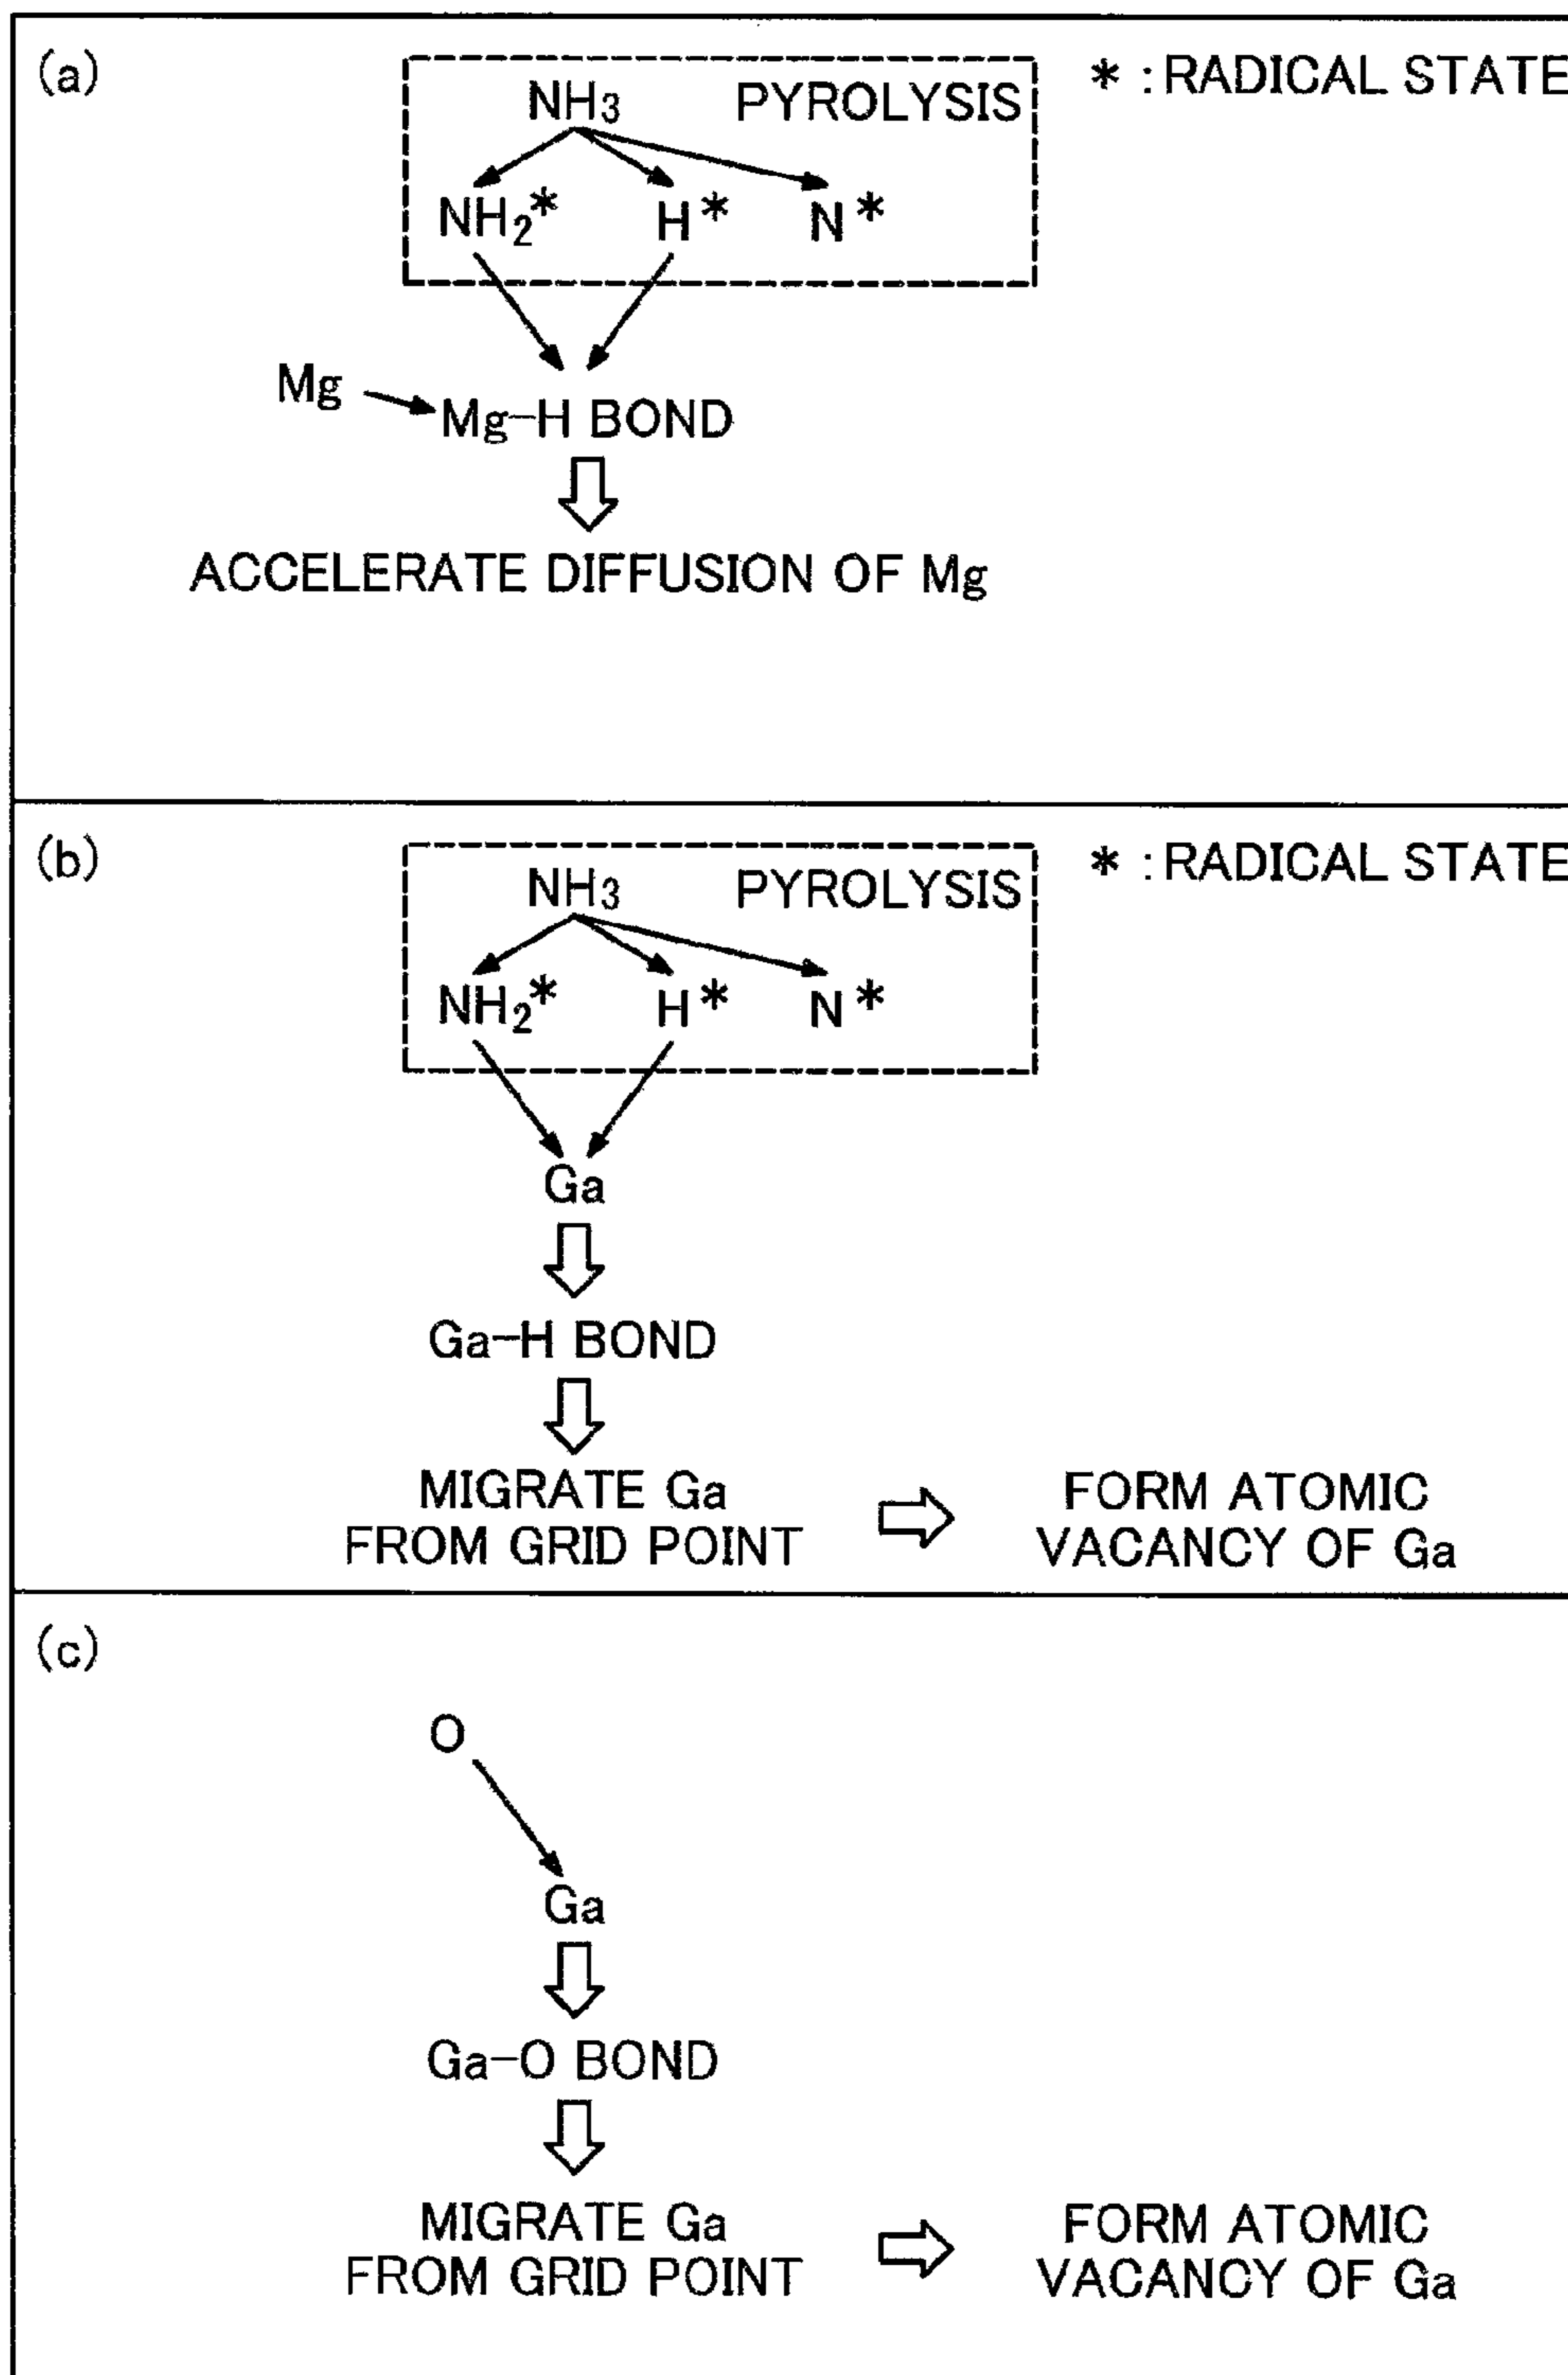 (a)
NH3 PYROLYSIS
* : RADICAL STATE
NH2* H* N*
Mg
Mg-H BOND
ACCELERATE DIFFUSION OF Mg
(b)
NH3 PYROLYSIS
* : RADICAL STATE
NH2* H* N*
Ga
Ga-H BOND
MIGRATE Ga
FROM GRID POINT
FORM ATOMIC
VACANCY OF Ga
(c)
O
Ga
Ga-O BOND
MIGRATE Ga
FROM GRID POINT
FORM ATOMIC
VACANCY OF Ga